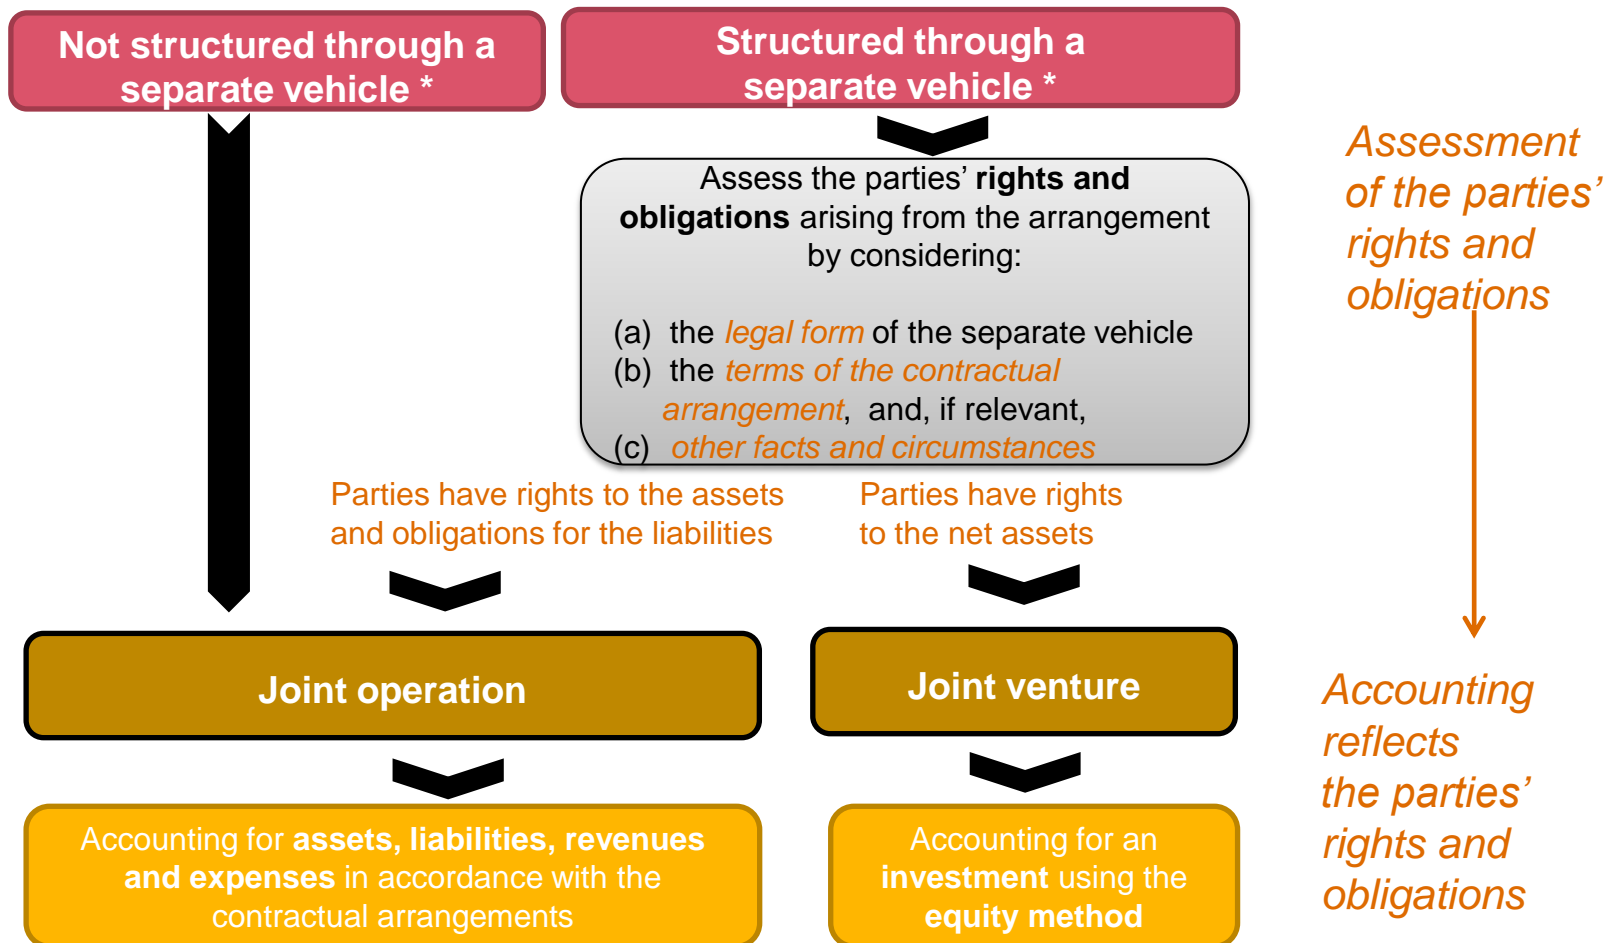 Not structured through a
separate vehicle *
Structured through a
separate vehicle *
Assess the parties’ rights and
obligations arising from the arrangement
by considering:
(a) the legal form of the separate vehicle
(b) the terms of the contractual
arrangement, and, if relevant,
(c) other facts and circumstances
Assessment
of the parties’
rights and
obligations
Parties have rights to the assets
and obligations for the liabilities
Parties have rights
to the net assets
Joint operation
Joint venture
Accounting for assets, liabilities, revenues
and expenses in accordance with the
contractual arrangements
Accounting for an
investment using the
equity method
Accounting
reflects
the parties’
rights and
obligations